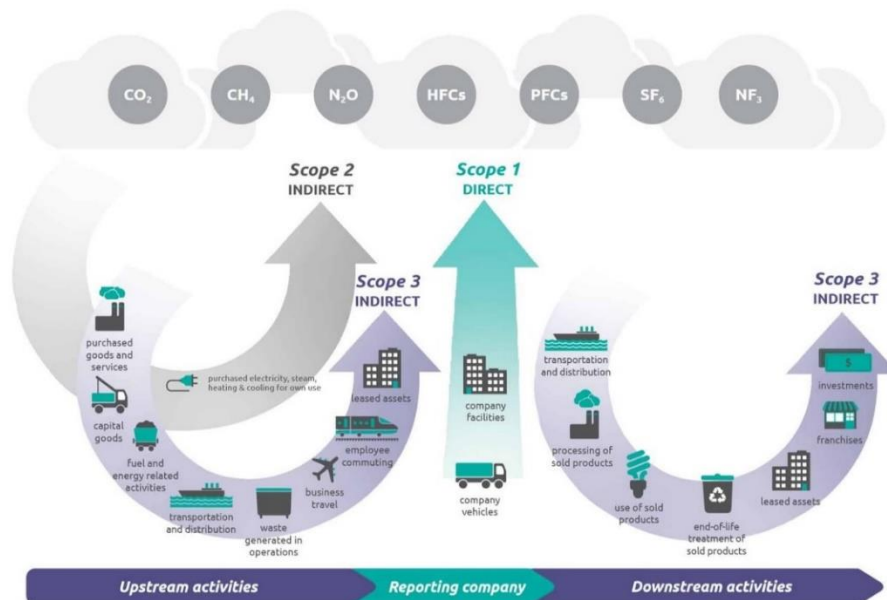 CO₂
CH₄
N₂O
HFCs
PFCs
SF₆
NF₃
Scope 2
INDIRECT
Scope 1
DIRECT
Scope 3
INDIRECT
Scope 3
INDIRECT
purchased
goods and
services
capital
goods
fuel and
energy related
activities
transportation
and distribution
waste
generated in
operations
business
travel
employee
commuting
leased assets
purchased electricity, steam,
heating & cooling for own use
company
facilities
company
vehicles
transportation
and distribution
processing of
sold products
use of sold
products
end-of-life
treatment of
sold products
leased assets
franchises
investments
$
Upstream activities
Reporting company
Downstream activities